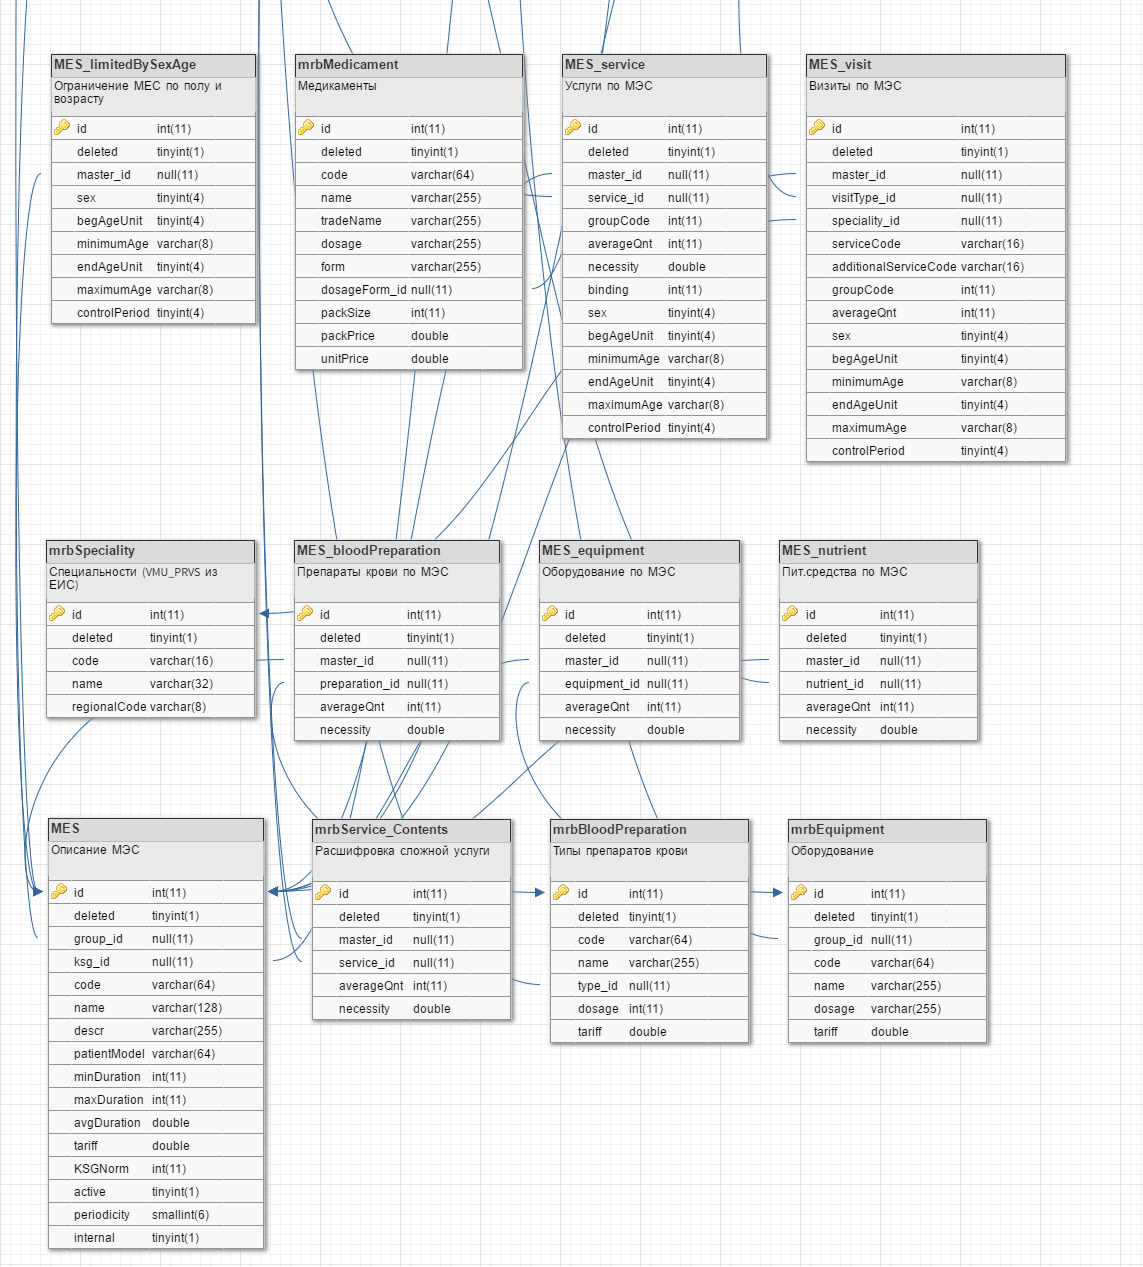 MES_limitedBySexAge
Ограничение МЕС по полу и
возрасту
id int(11)
deleted tinyint(1)
master_id null(11)
sex tinyint(4)
begAgeUnit tinyint(4)
minimumAge varchar(8)
endAgeUnit tinyint(4)
maximumAge varchar(8)
controlPeriod tinyint(4)
mrbMedicament
Медикаменты
id int(11)
deleted tinyint(1)
code varchar(64)
name varchar(255)
tradeName varchar(255)
dosage varchar(255)
form varchar(255)
dosageForm_id null(11)
packSize int(11)
packPrice double
unitPrice double
MES_service
Услуги по МЭС
id int(11)
deleted tinyint(1)
master_id null(11)
service_id null(11)
groupCode int(11)
averageQnt int(11)
necessity double
binding int(11)
sex tinyint(4)
begAgeUnit tinyint(4)
minimumAge varchar(8)
endAgeUnit tinyint(4)
maximumAge varchar(8)
controlPeriod tinyint(4)
MES_visit
Визиты по МЭС
id int(11)
deleted tinyint(1)
master_id null(11)
visitType_id null(11)
speciality_id null(11)
serviceCode varchar(16)
additionalServiceCode varchar(16)
groupCode int(11)
averageQnt int(11)
sex tinyint(4)
begAgeUnit tinyint(4)
minimumAge varchar(8)
endAgeUnit tinyint(4)
maximumAge varchar(8)
controlPeriod tinyint(4)
mrbSpeciality
Специальности (VMU_PRVS из
ЕИС)
id int(11)
deleted tinyint(1)
code varchar(16)
name varchar(32)
regionalCode varchar(8)
MES_bloodPreparation
Препараты крови по МЭС
id int(11)
deleted tinyint(1)
master_id null(11)
preparation_id null(11)
averageQnt int(11)
necessity double
MES_equipment
Оборудование по МЭС
id int(11)
deleted tinyint(1)
master_id null(11)
equipment_id null(11)
averageQnt int(11)
necessity double
MES_nutrient
Пит.средства по МЭС
id int(11)
deleted tinyint(1)
master_id null(11)
nutrient_id null(11)
averageQnt int(11)
necessity double
MES
Описание МЭС
id int(11)
deleted tinyint(1)
group_id null(11)
ksg_id null(11)
code varchar(64)
name varchar(128)
descr varchar(255)
patientModel varchar(64)
minDuration int(11)
maxDuration int(11)
avgDuration double
tariff double
KSGNorm int(11)
active tinyint(1)
periodicity smallint(6)
internal tinyint(1)
mrbService_Contents
Расшифровка сложной услуги
id int(11)
deleted tinyint(1)
master_id null(11)
service_id null(11)
averageQnt int(11)
necessity double
mrbBloodPreparation
Типы препаратов крови
id int(11)
deleted tinyint(1)
code varchar(64)
name varchar(255)
type_id null(11)
dosage int(11)
tariff double
mrbEquipment
Оборудование
id int(11)
deleted tinyint(1)
group_id null(11)
code varchar(64)
name varchar(255)
dosage varchar(255)
tariff double